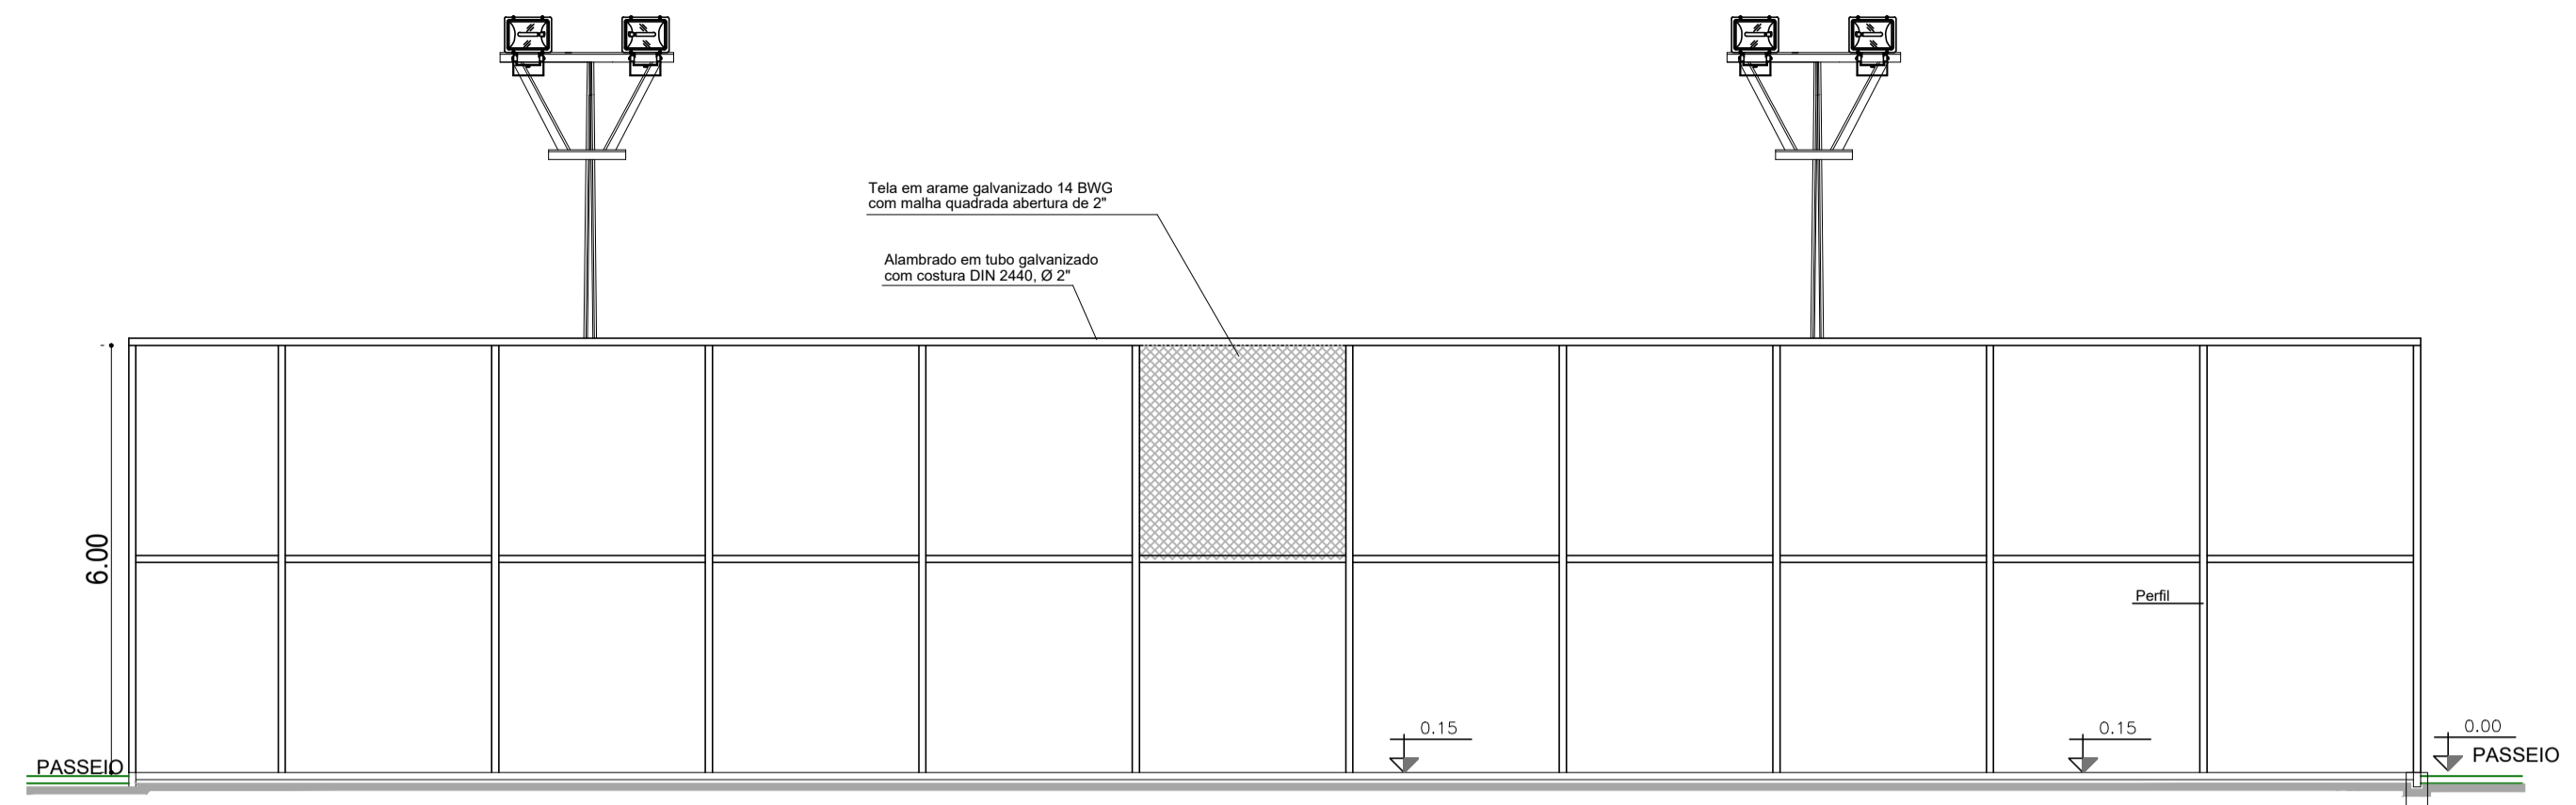 Tela em arame galvanizado 14 BWG
com malha quadrada abertura de 2"
Alambrado em tubo galvanizado
com costura DIN 2440, Ø 2"
6.00
Perfil
0.15
0.15
0.00
PASSEIO
PASSEIO